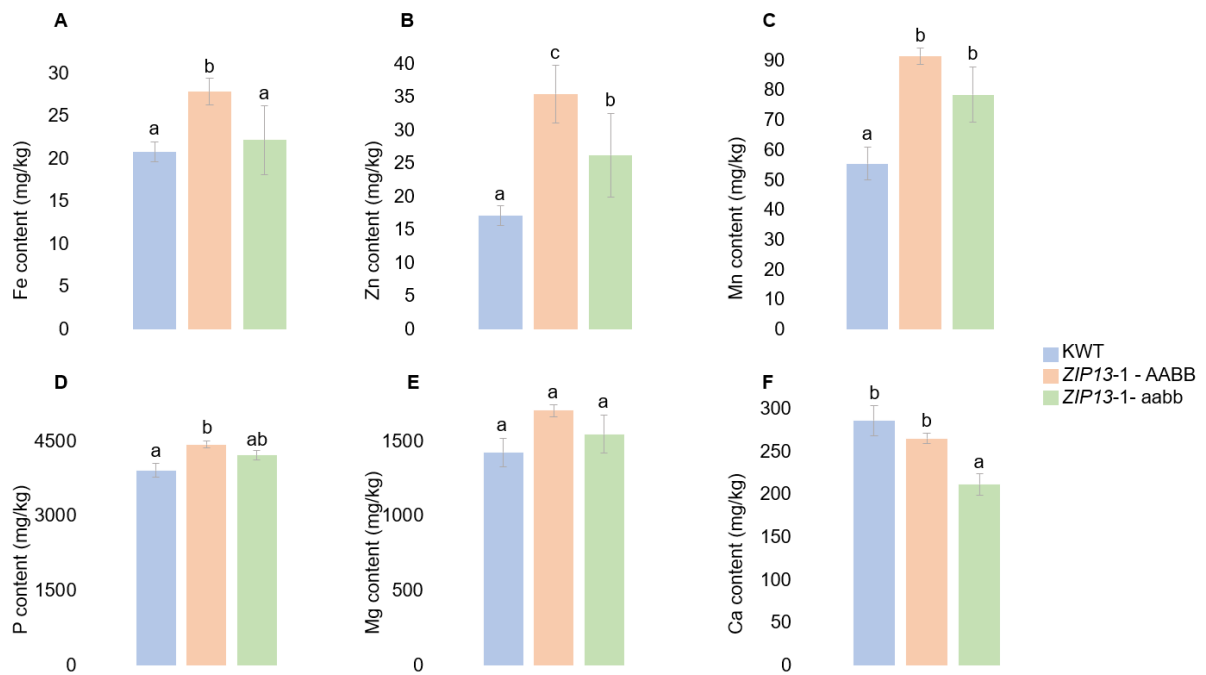 A
Fe content (mg/kg)
30
25
20
15
10
5
0
a
b
a
B
Zn content (mg/kg)
40
35
30
25
20
15
10
5
0
a
c
b
C
Mn content (mg/kg)
90
80
70
60
50
40
30
20
10
0
a
b
b
KWT
ZIP13-1 - AABB
ZIP13-1- aabb
D
P content (mg/kg)
4500
3000
1500
0
a
b
ab
E
Mg content (mg/kg)
1500
1000
500
0
a
a
a
F
Ca content (mg/kg)
300
250
200
150
100
50
0
b
b
a